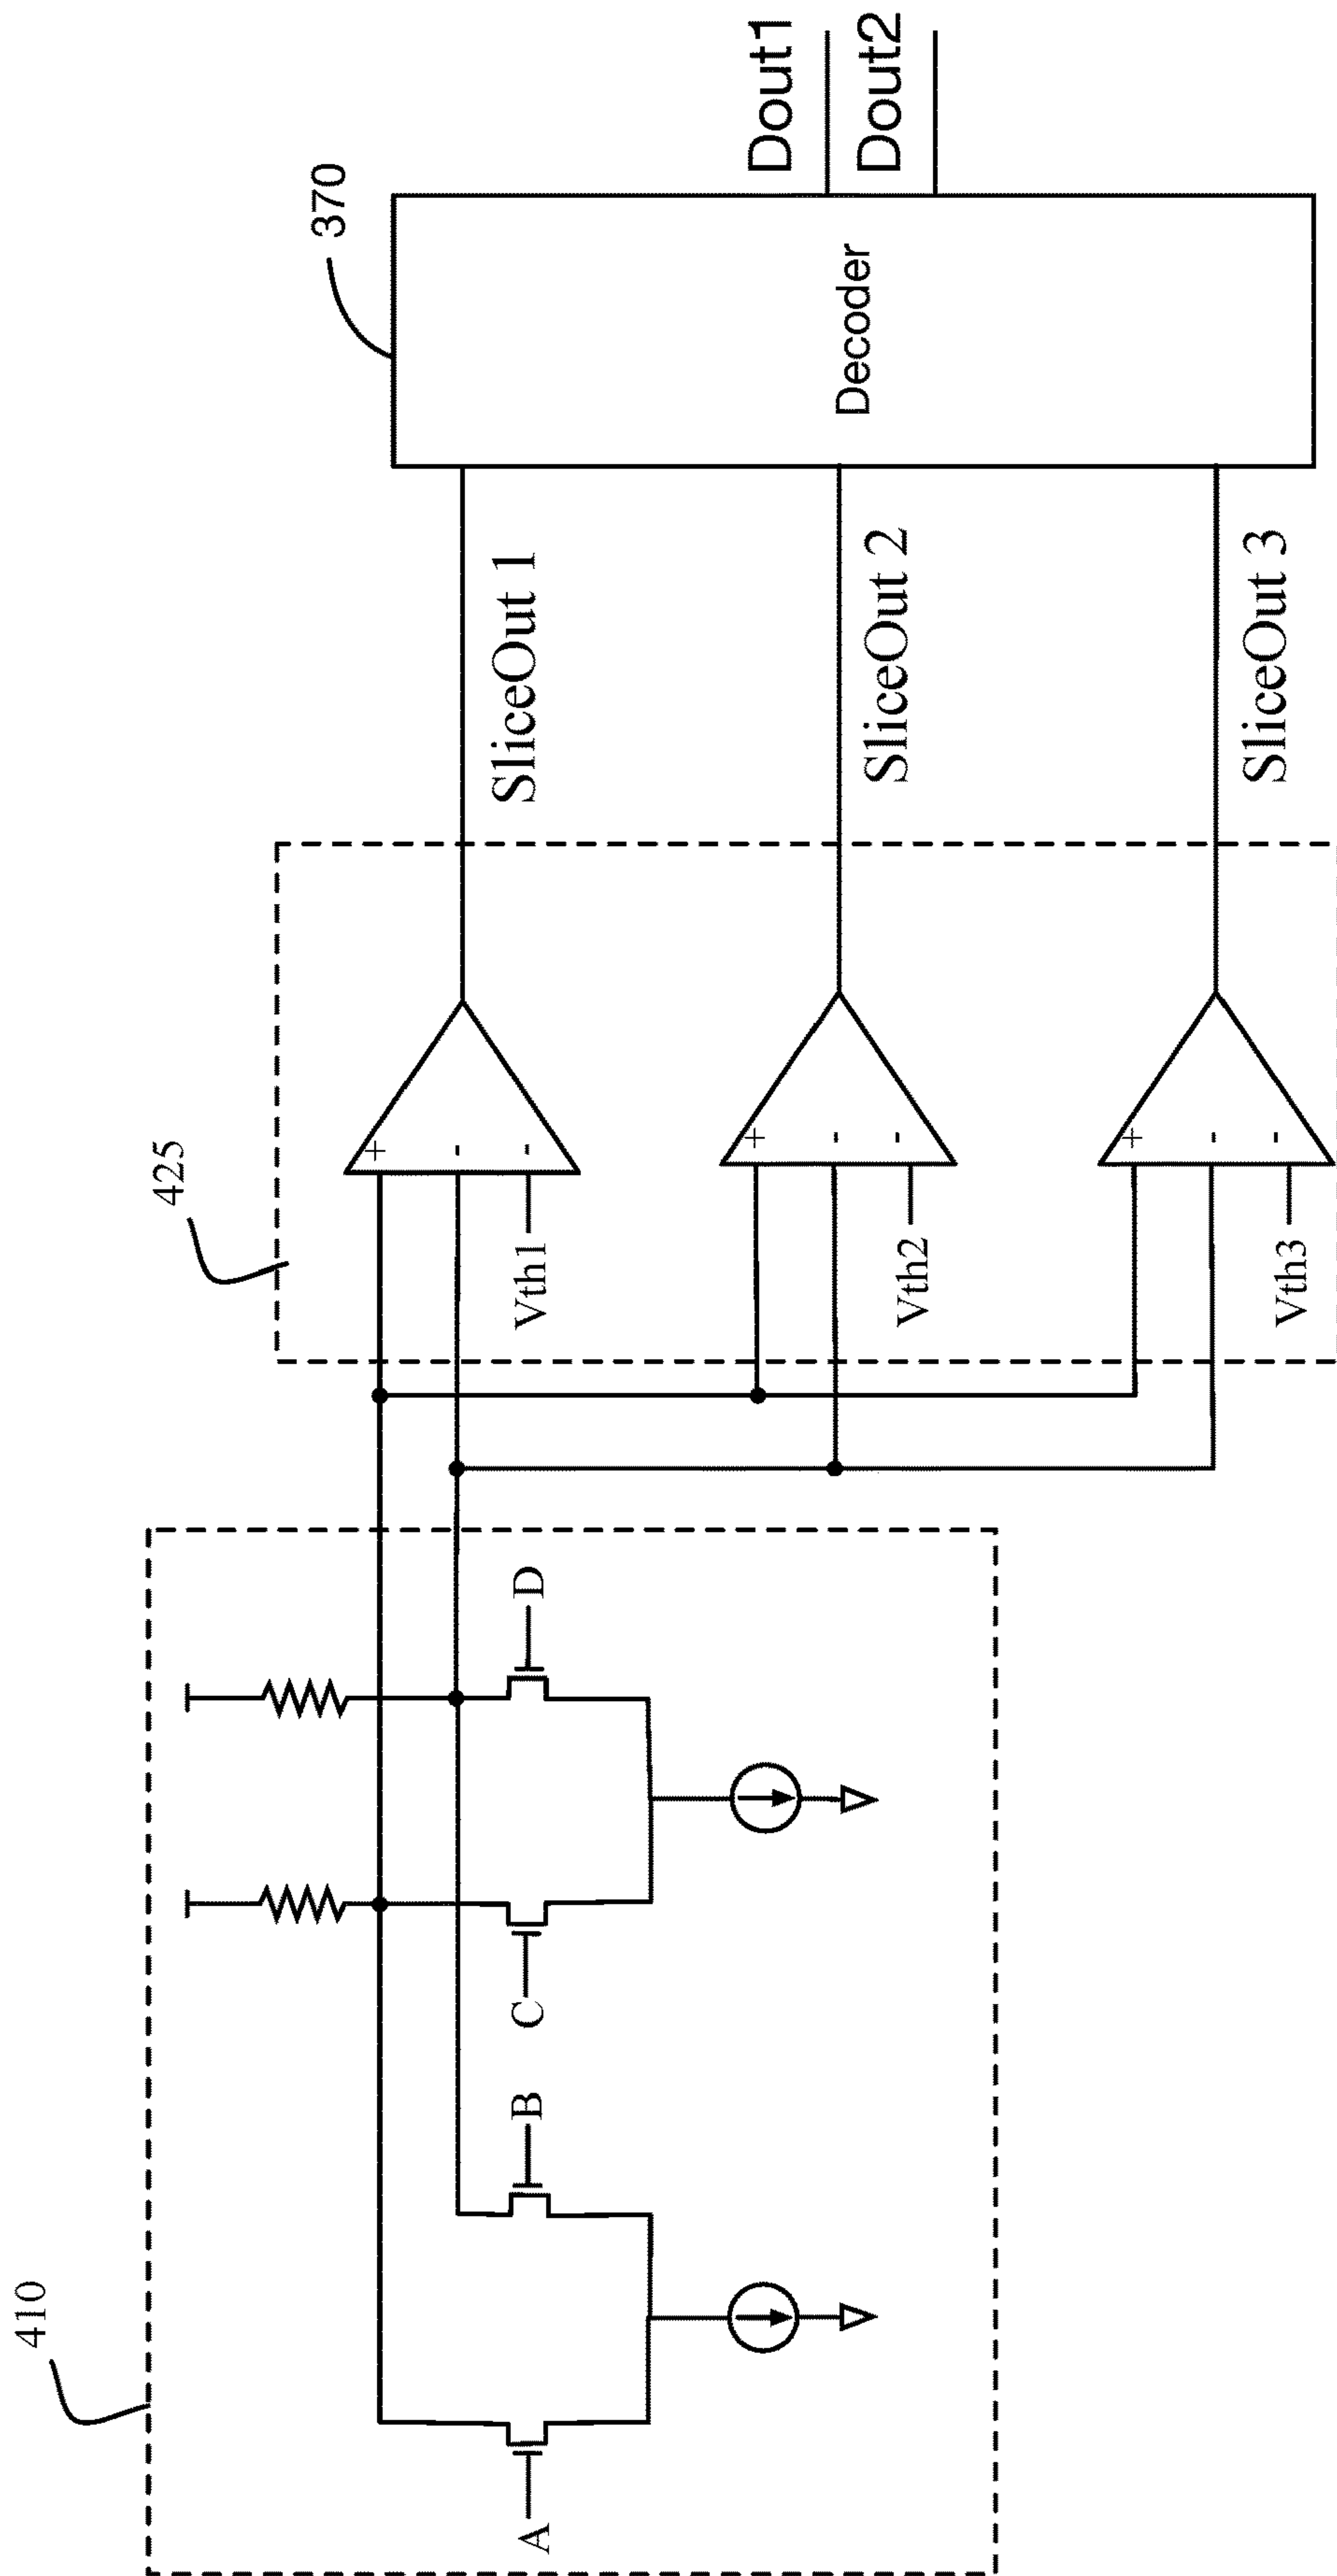 410
A
B
C
D
425
+
-
-
Vth1
+
-
-
Vth2
+
-
-
Vth3
SliceOut 1
SliceOut 2
SliceOut 3
370
Decoder
Dout1
Dout2